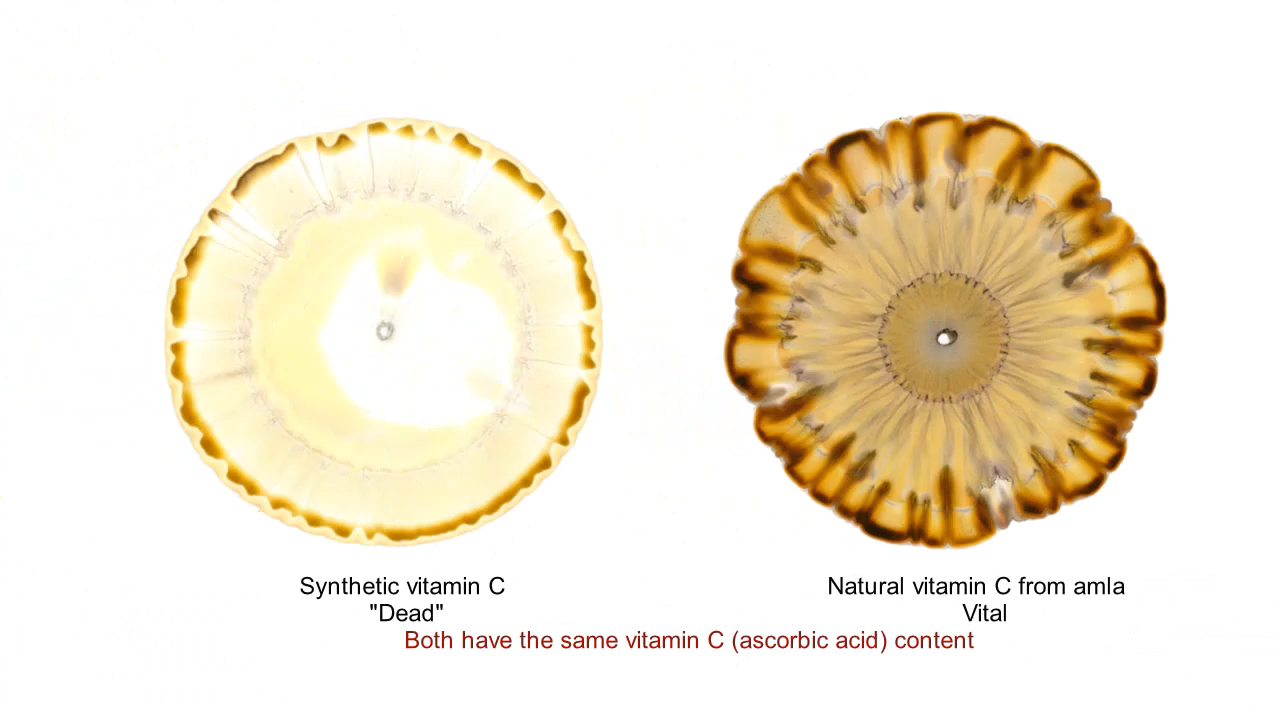 Synthetic vitamin C
"Dead"
Natural vitamin C from amla
Vital
Both have the same vitamin C (ascorbic acid) content